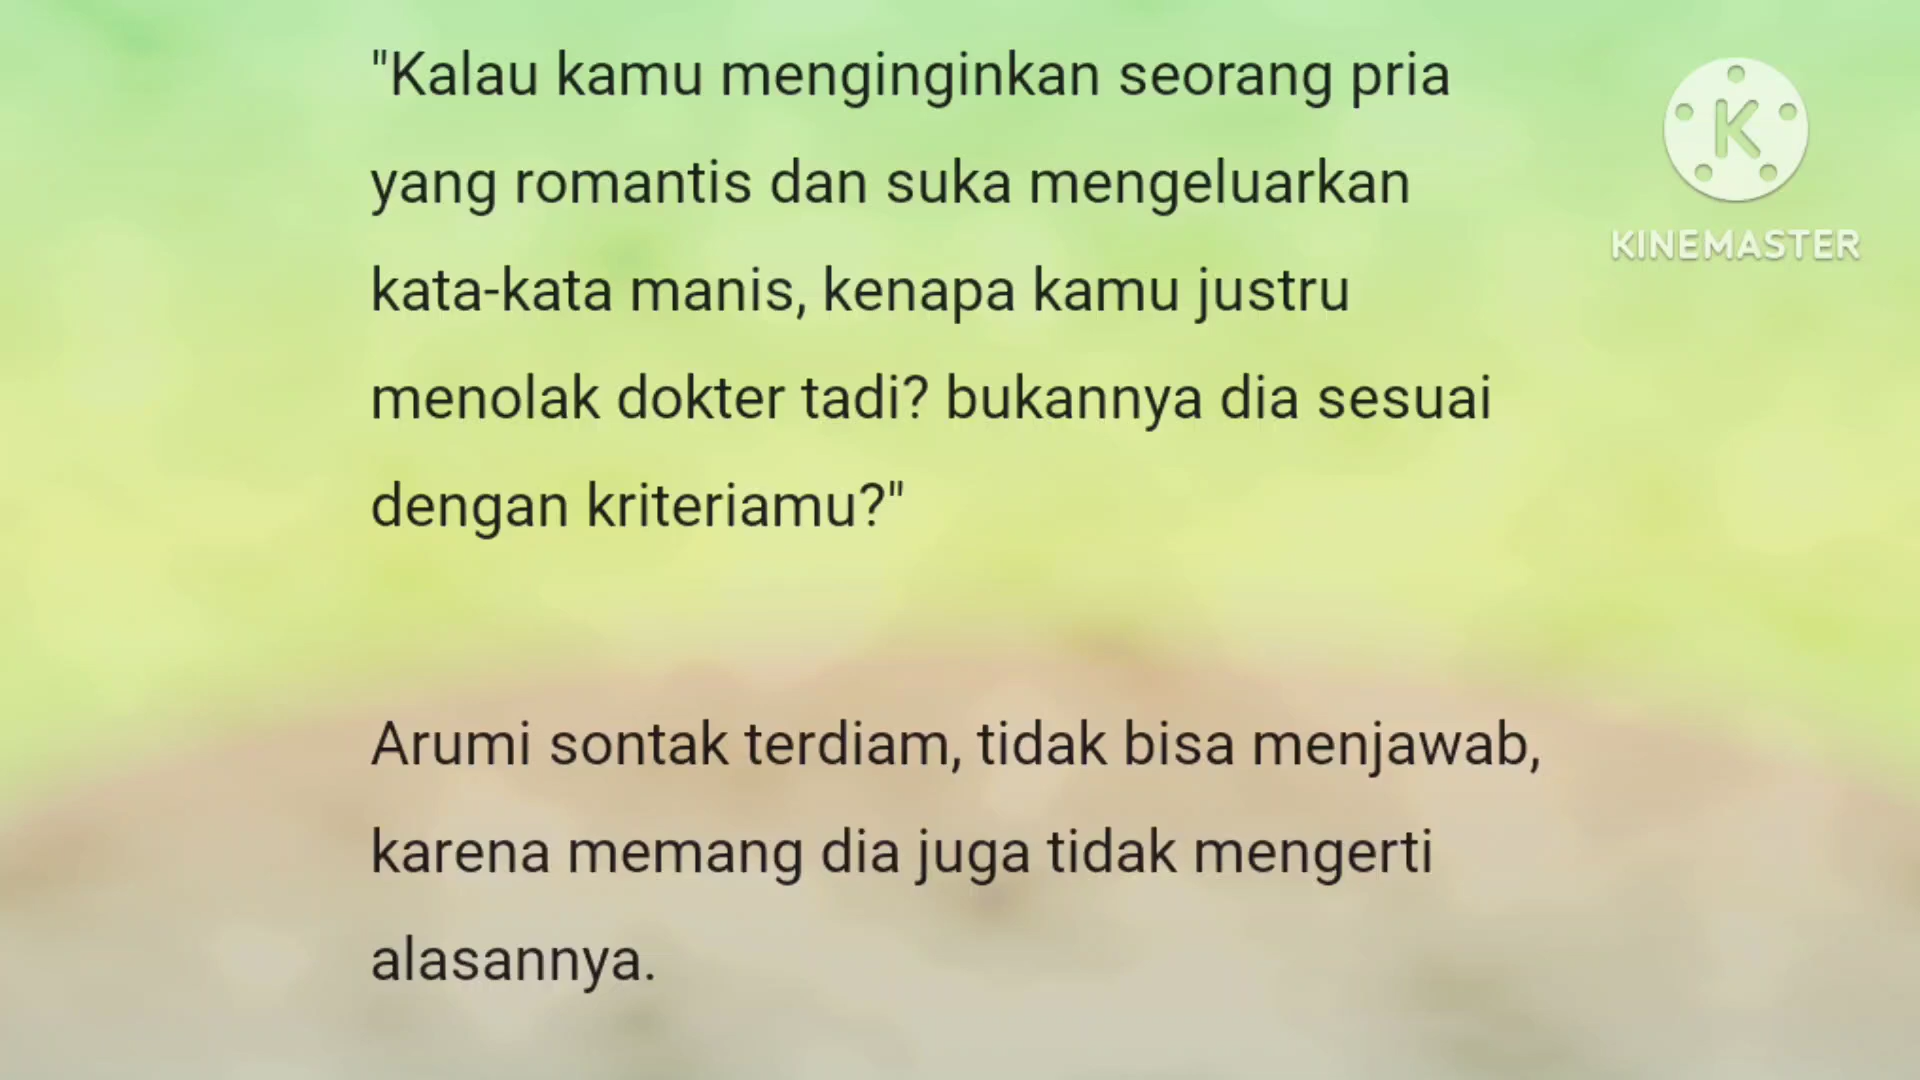 "Kalau kamu menginginkan seorang pria
yang romantis dan suka mengeluarkan
kata-kata manis, kenapa kamu justru
menolak dokter tadi? bukannya dia sesuai
dengan kriteriamu?"
Arumi sontak terdiam, tidak bisa menjawab,
karena memang dia juga tidak mengerti
alasannya.
K
KINEMASTER